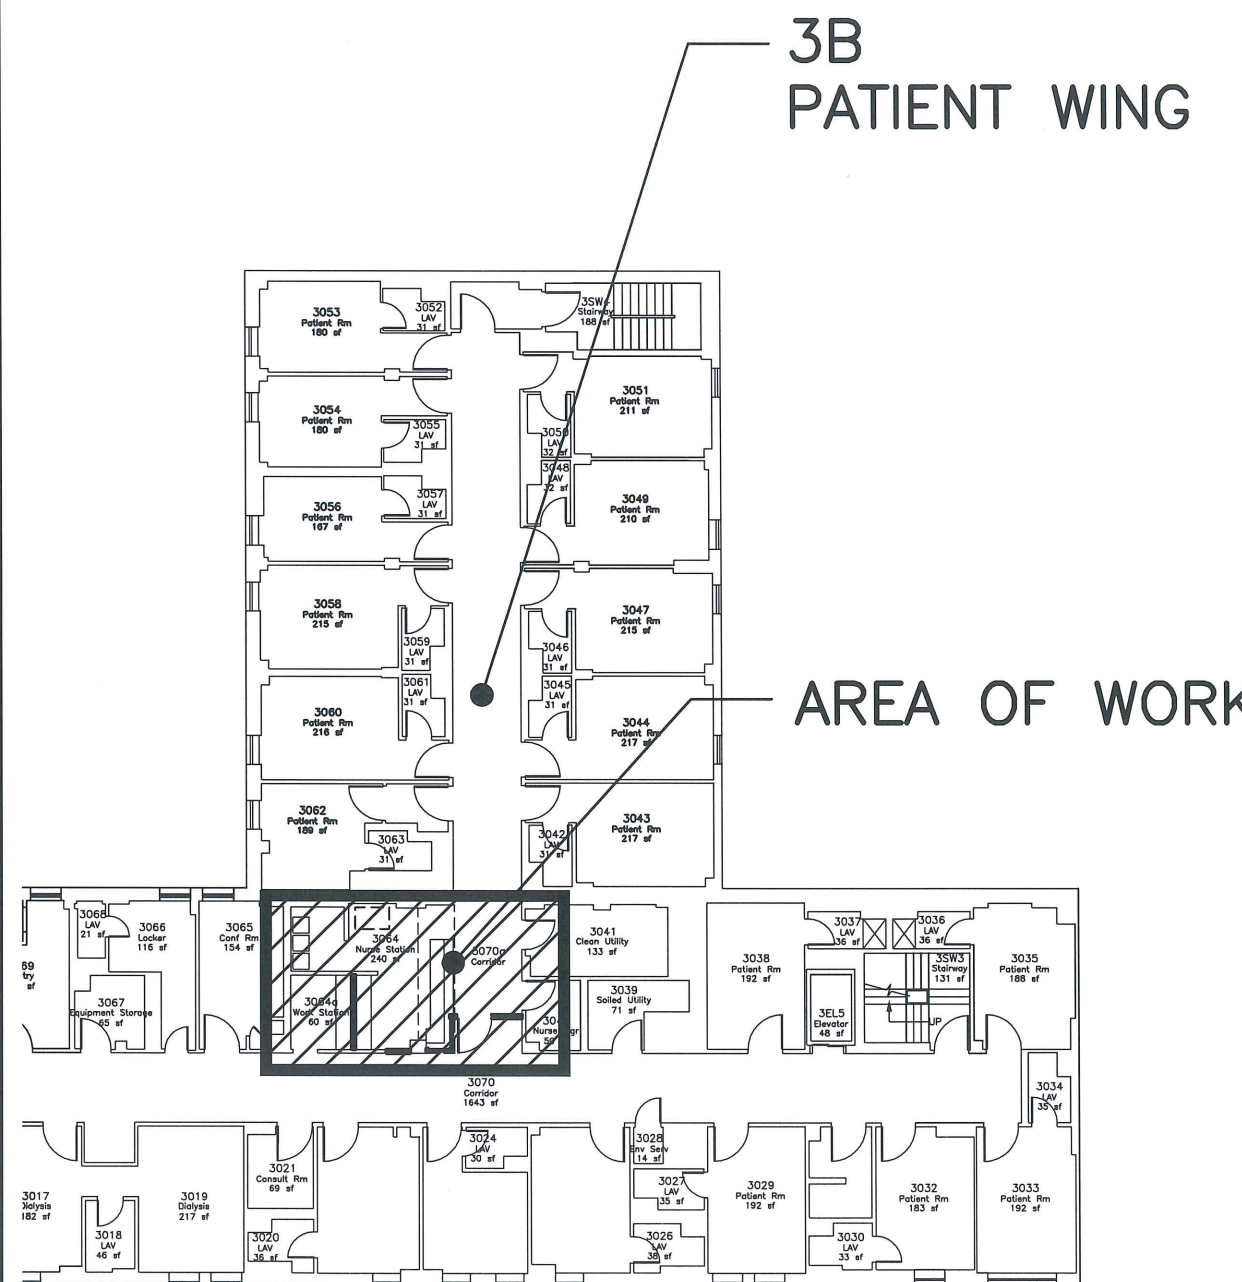 3B
PATIENT WING
3053
Patient Rm
180 sf
3052
LAV
31 sf
Stairway
188 sf
3054
Patient Rm
180 sf
3055
LAV
31 sf
3051
Patient Rm
211 sf
3050
LAV
32 sf
3056
Patient Rm
167 sf
3057
LAV
31 sf
3048
LAV
32 sf
3049
Patient Rm
210 sf
3058
Patient Rm
215 sf
3059
LAV
31 sf
3046
LAV
31 sf
3047
Patient Rm
215 sf
3060
Patient Rm
216 sf
3061
LAV
31 sf
3045
LAV
31 sf
3044
Patient Rm
217 sf
AREA OF WORK
3062
Patient Rm
189 sf
3063
LAV
31 sf
3042
LAV
31 sf
3043
Patient Rm
217 sf
69
try
sf
3068
LAV
21 sf
3066
Locker
116 sf
3065
Conf Rm
154 sf
3064
Nurse Station
240 sf
3070a
Corridor
3041
Clean Utility
133 sf
3038
Patient Rm
192 sf
3037
LAV
36 sf
3036
LAV
36 sf
3SW3
Stairway
131 sf
3035
Patient Rm
188 sf
3067
Equipment Storage
65 sf
3064a
Work Station
60 sf
3039
Soiled Utility
71 sf
3EL5
Elevator
48 sf
UP
3070
Corridor
1643 sf
3034
LAV
35 sf
3017
Dialysis
182 sf
3018
LAV
46 sf
3019
Dialysis
217 sf
3021
Consult Rm
69 sf
3020
LAV
36 sf
3024
LAV
30 sf
3028
Env Serv
14 sf
3027
LAV
35 sf
3026
LAV
38 sf
3029
Patient Rm
192 sf
3030
LAV
33 sf
3032
Patient Rm
183 sf
3033
Patient Rm
192 sf